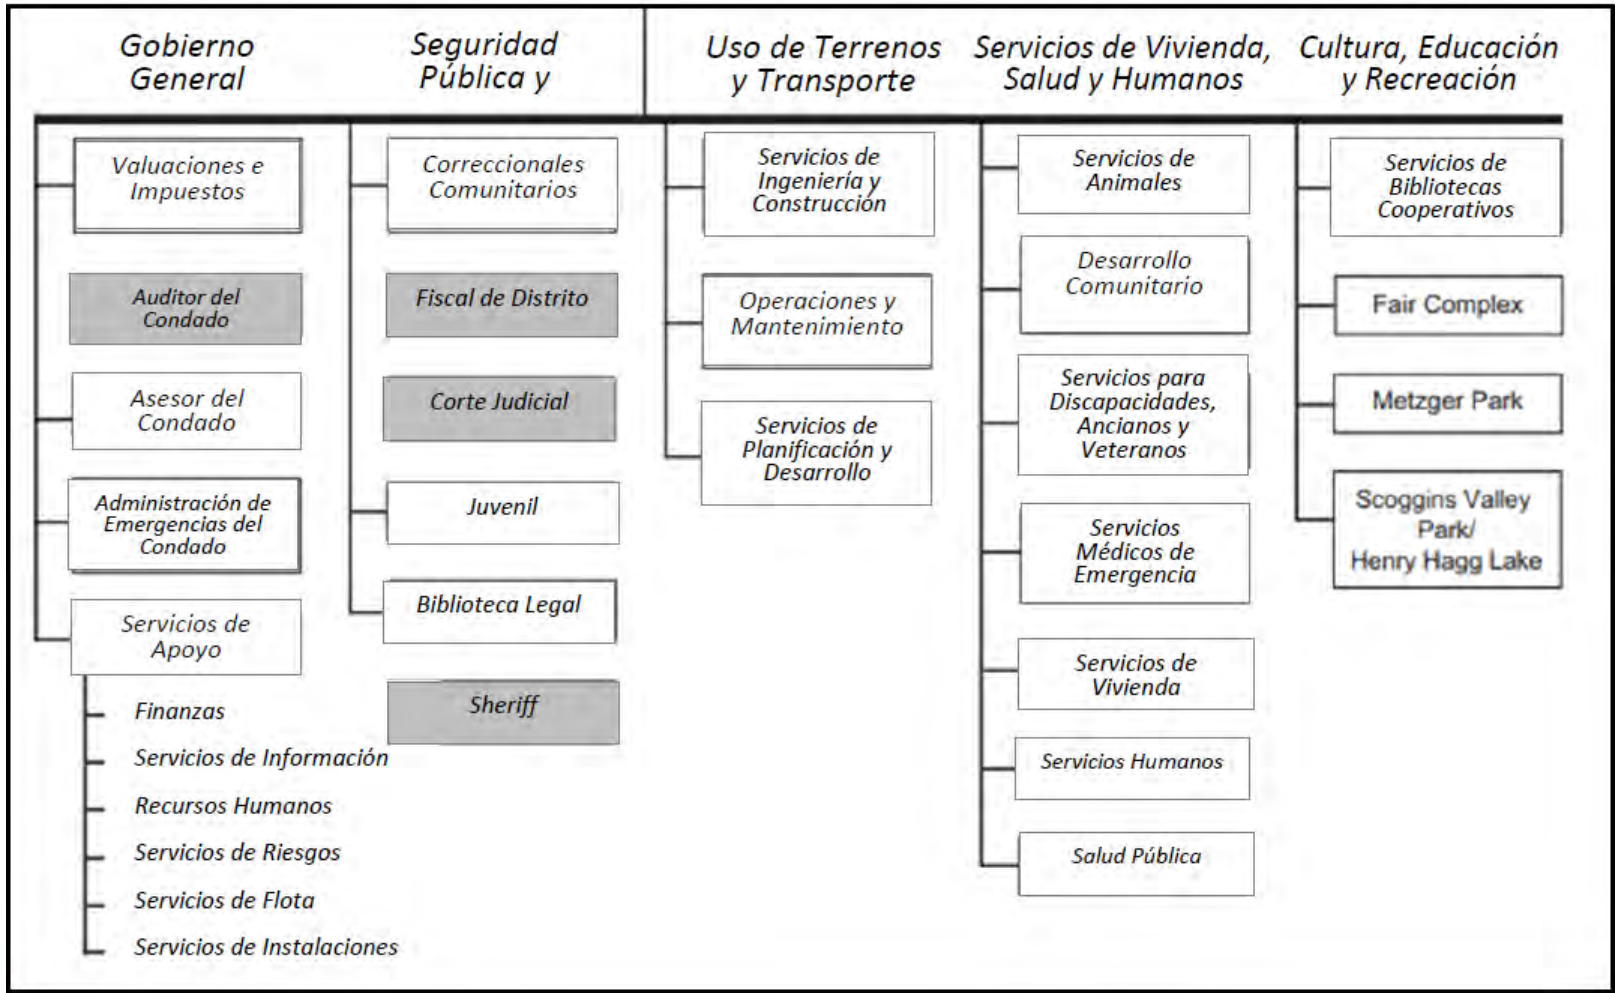 Gobierno
General
Valuaciones e
Impuestos
Auditor del
Condado
Asesor del
Condado
Administración de
Emergencias del
Condado
Servicios de
Apoyo
Finanzas
Servicios de Información
Recursos Humanos
Servicios de Riesgos
Servicios de Flota
Servicios de Instalaciones
Seguridad
Pública y
Correccionales
Comunitarios
Fiscal de Distrito
Corte Judicial
Juvenil
Biblioteca Legal
Sheriff
Uso de Terrenos
y Transporte
Servicios de
Ingeniería y
Construcción
Operaciones y
Mantenimiento
Servicios de
Planificación y
Desarrollo
Servicios de Vivienda,
Salud y Humanos
Servicios de
Animales
Desarrollo
Comunitario
Servicios para
Discapacidades,
Ancianos y
Veteranos
Servicios
Médicos de
Emergencia
Servicios de
Vivienda
Servicios Humanos
Salud Pública
Cultura, Educación
y Recreación
Servicios de
Bibliotecas
Cooperativos
Fair Complex
Metzger Park
Scoggins Valley
Park/
Henry Hagg Lake